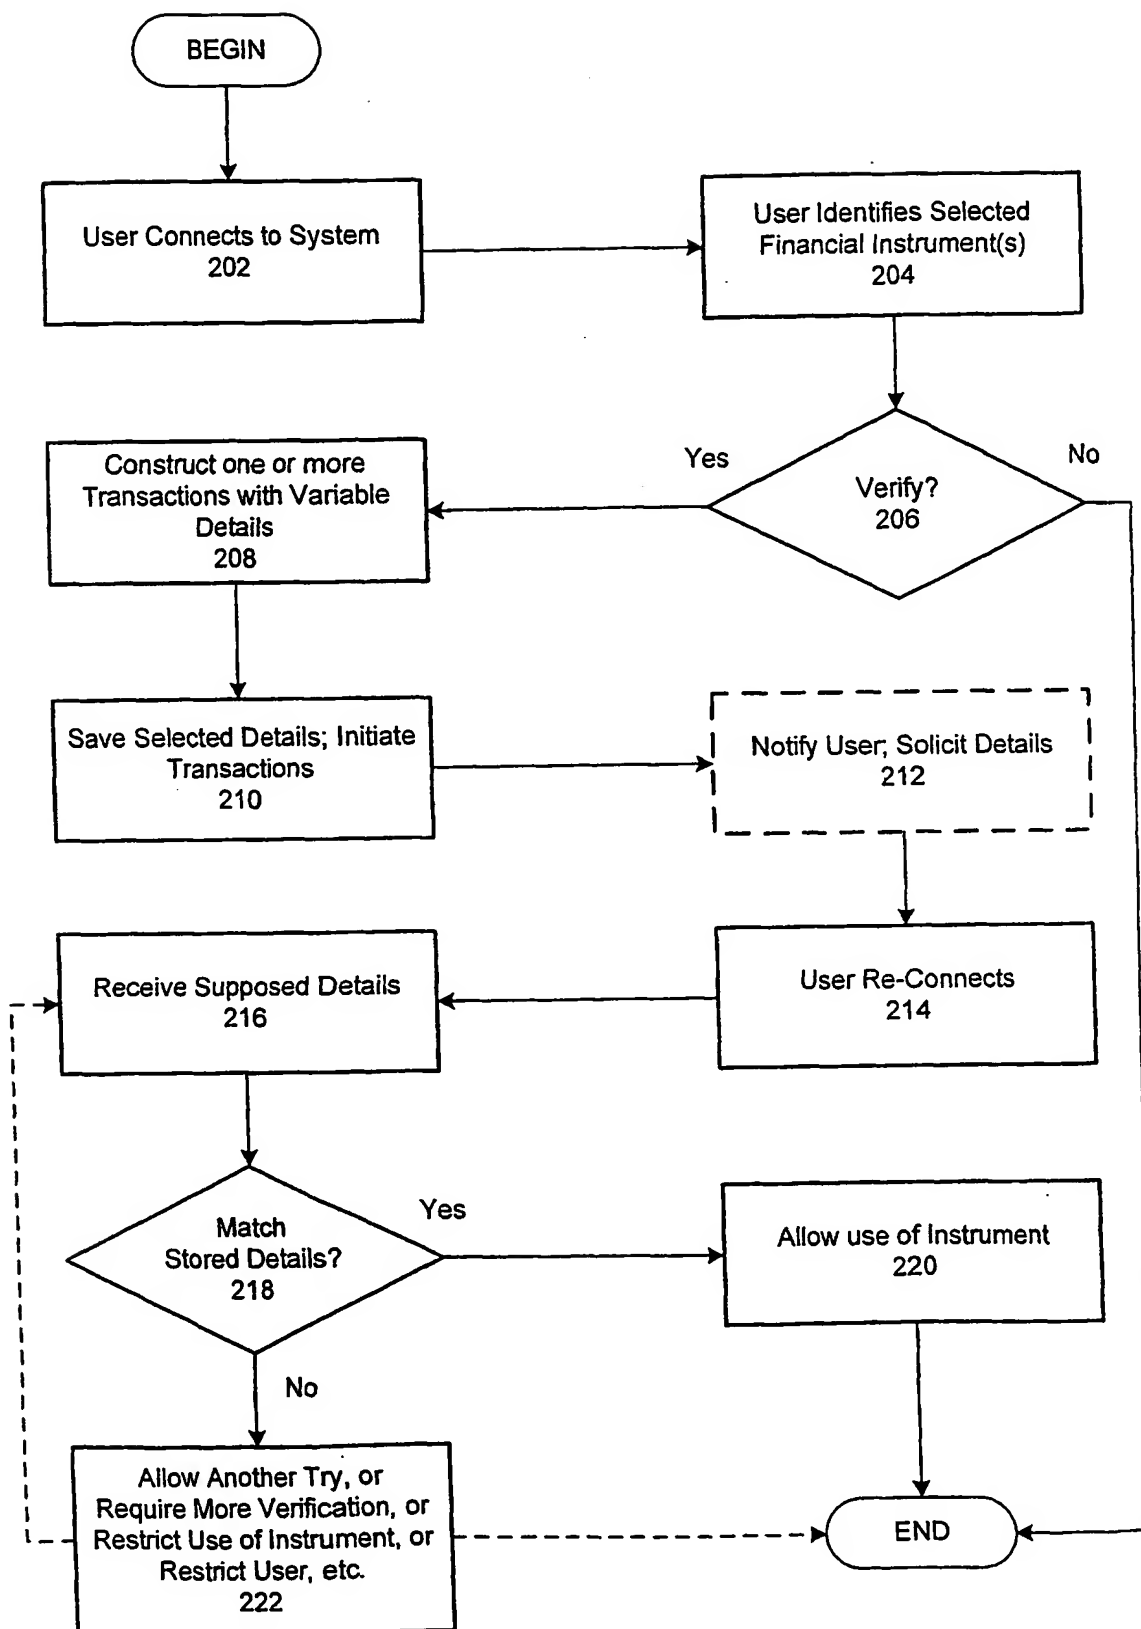 BEGIN
User Connects to System
202
User Identifies Selected
Financial Instrument(s)
204
Verify?
206
Yes
No
Construct one or more
Transactions with Variable
Details
208
Save Selected Details; Initiate
Transactions
210
Notify User; Solicit Details
212
User Re-Connects
214
Receive Supposed Details
216
Match
Stored Details?
218
Yes
No
Allow use of Instrument
220
Allow Another Try, or
Require More Verification, or
Restrict Use of Instrument, or
Restrict User, etc.
222
END